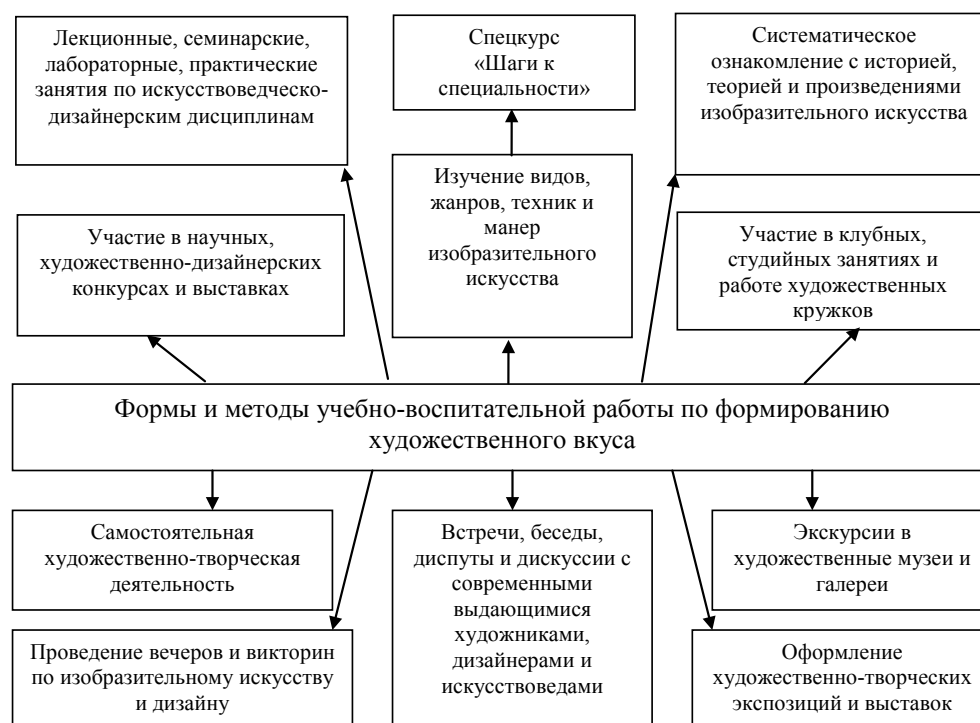 Лекционные, семинарские,
лабораторные, практические
занятия по искусствоведческо-
дизайнерским дисциплинам
Спецкурс
«Шаги к
специальности»
Систематическое
ознакомление с историей,
теорией и произведениями
изобразительного искусства
Изучение видов,
жанров, техник и
манер
изобразительного
искусства
Участие в научных,
художественно-дизайнерских
конкурсах и выставках
Участие в клубных,
студийных занятиях и
работе художественных
кружков
Формы и методы учебно-воспитательной работы по формированию
художественного вкуса
Самостоятельная
художественно-творческая
деятельность
Встречи, беседы,
диспуты и дискуссии с
современными
выдающимися
художниками,
дизайнерами и
искусствоведами
Экскурсии в
художественные музеи и
галереи
Проведение вечеров и викторин
по изобразительному искусству
и дизайну
Оформление
художественно-творческих
экспозиций и выставок